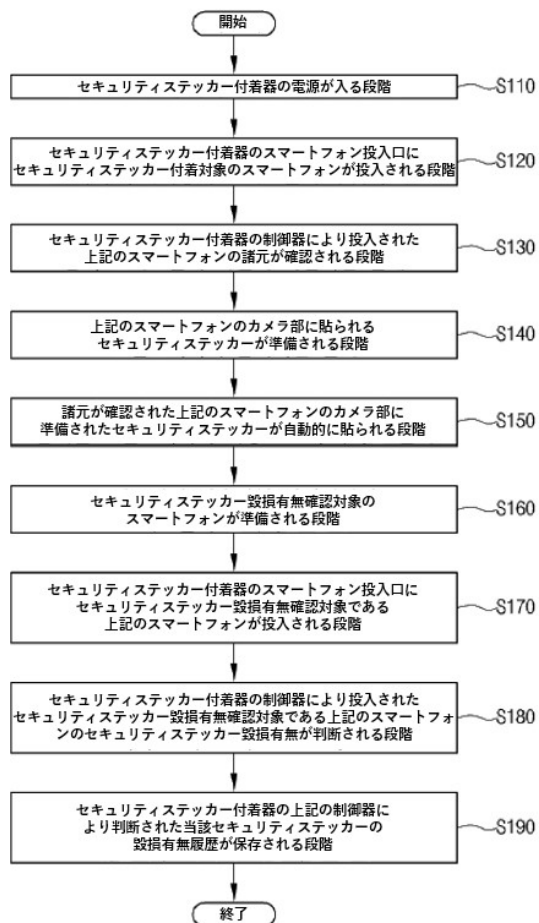 開始
セキュリティステッカー付着器の電源が入る段階
S110
セキュリティステッカー付着器のスマートフォン投入口に
セキュリティステッカー付着対象のスマートフォンが投入される段階
S120
セキュリティステッカー付着器の制御器により投入された
上記のスマートフォンの諸元が確認される段階
S130
上記のスマートフォンのカメラ部に貼られる
セキュリティステッカーが準備される段階
S140
諸元が確認された上記のスマートフォンのカメラ部に
準備されたセキュリティステッカーが自動的に貼られる段階
S150
セキュリティステッカー毀損有無確認対象の
スマートフォンが準備される段階
S160
セキュリティステッカー付着器のスマートフォン投入口に
セキュリティステッカー毀損有無確認対象である
上記のスマートフォンが投入される段階
S170
セキュリティステッカー付着器の制御器により投入された
セキュリティステッカー毀損有無確認対象である上記のスマートフォ
ンのセキュリティステッカー毀損有無が判断される段階
S180
セキュリティステッカー付着器の上記の制御器に
より判断された当該セキュリティステッカーの
毀損有無履歴が保存される段階
S190
終了